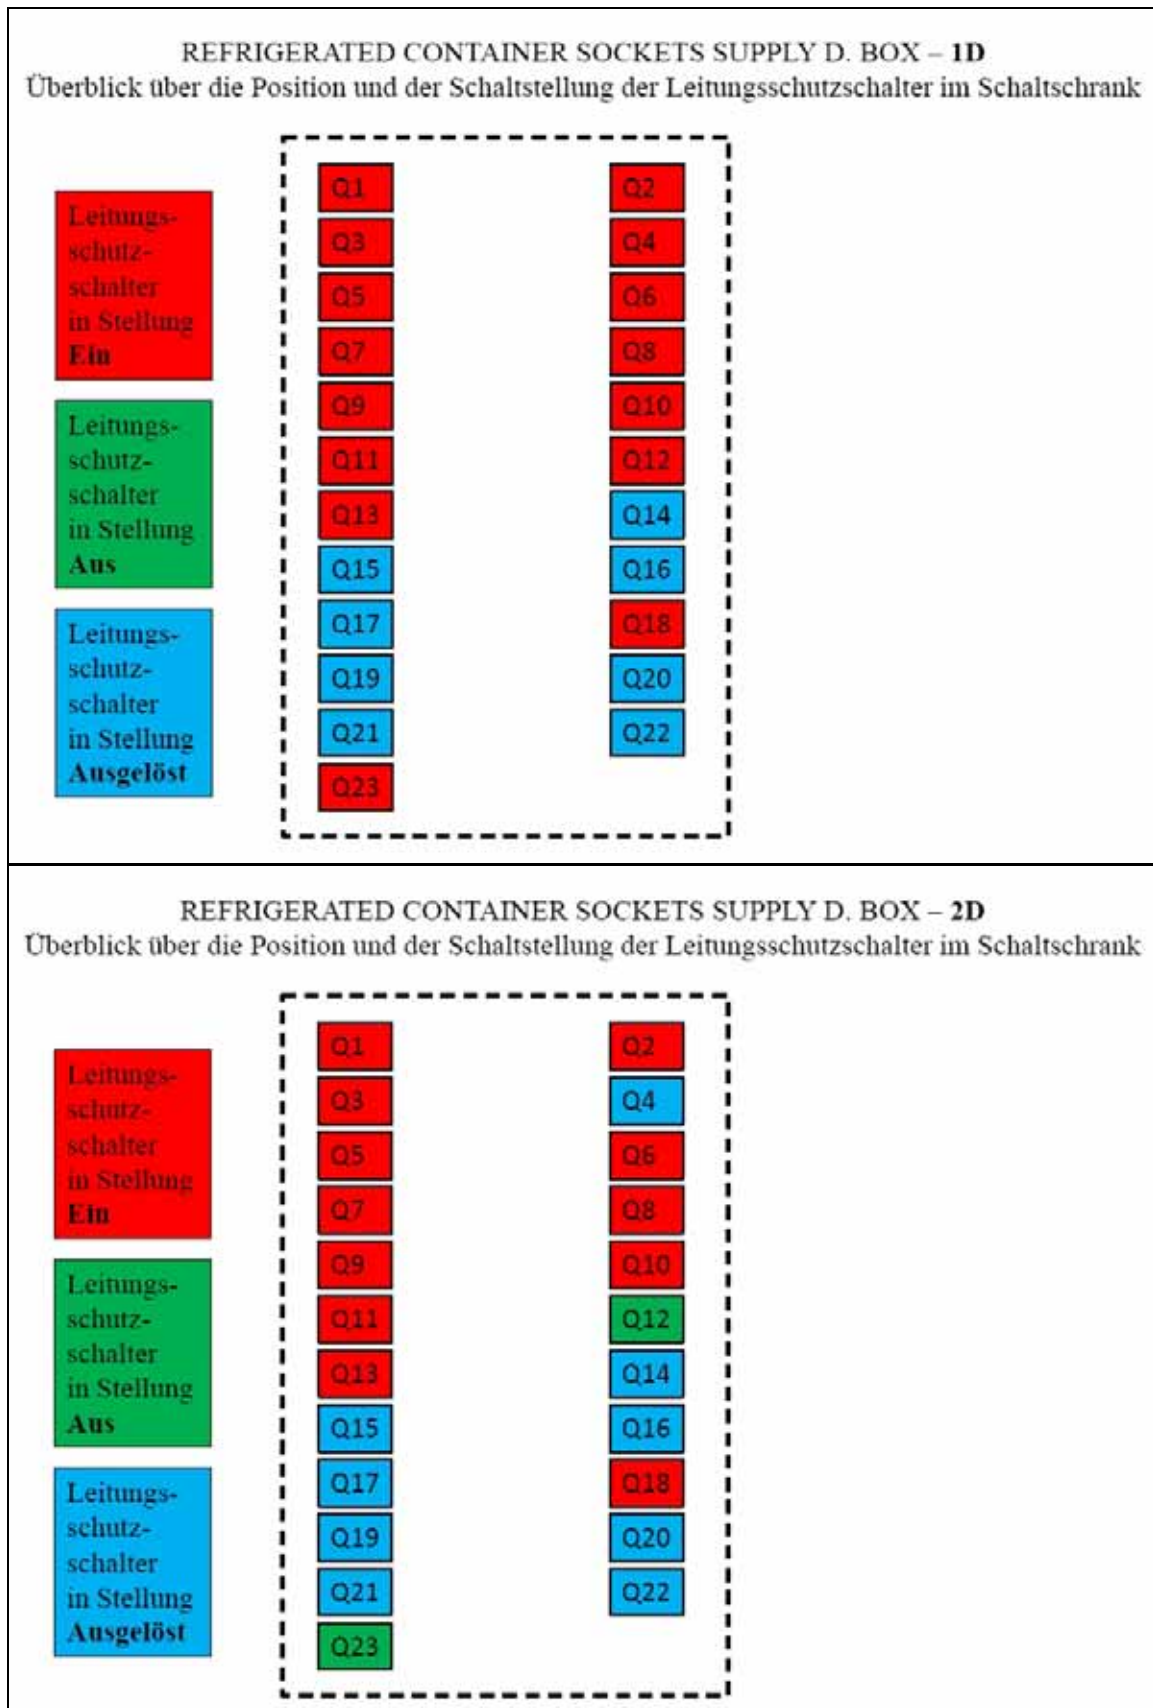 REFRIGERATED CONTAINER SOCKETS SUPPLY D. BOX – 1D
Überblick über die Position und der Schaltstellung der Leitungsschutzschalter im Schaltschrank
Leitungs-
schutz-
schalter
in Stellung
Ein
Leitungs-
schutz-
schalter
in Stellung
Aus
Leitungs-
schutz-
schalter
in Stellung
Ausgelöst
Q1 Q2
Q3 Q4
Q5 Q6
Q7 Q8
Q9 Q10
Q11 Q12
Q13 Q14
Q15 Q16
Q17 Q18
Q19 Q20
Q21 Q22
Q23
REFRIGERATED CONTAINER SOCKETS SUPPLY D. BOX – 2D
Überblick über die Position und der Schaltstellung der Leitungsschutzschalter im Schaltschrank
Leitungs-
schutz-
schalter
in Stellung
Ein
Leitungs-
schutz-
schalter
in Stellung
Aus
Leitungs-
schutz-
schalter
in Stellung
Ausgelöst
Q1 Q2
Q3 Q4
Q5 Q6
Q7 Q8
Q9 Q10
Q11 Q12
Q13 Q14
Q15 Q16
Q17 Q18
Q19 Q20
Q21 Q22
Q23